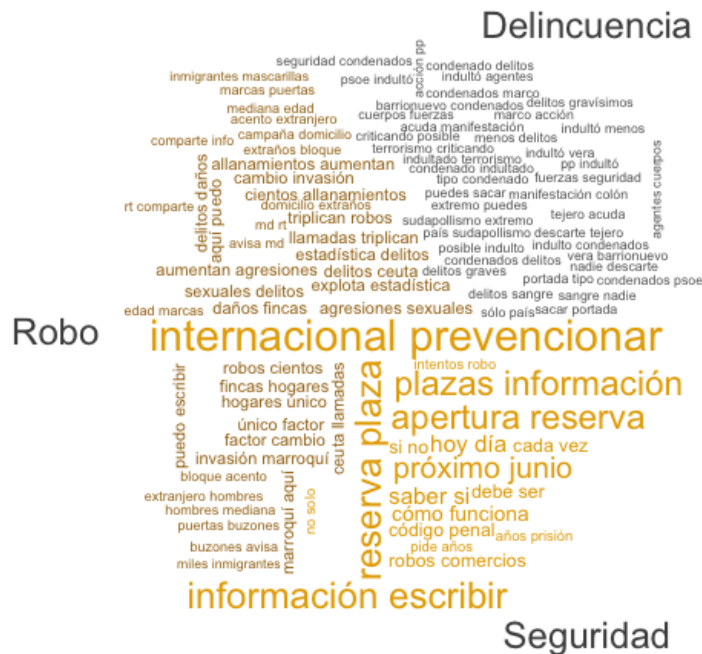 Delincuencia
acción pp
seguridad condenados
condenado delitos
inmigrantes mascarillas
psoe indultó
indultó agentes
marcas puertas
condenados marco
mediana edad
barrionuevo condenados
delitos gravísimos
acento extranjero
cuerpos fuerzas
marco acción
comparte info
campaña domicilio
criticando posible
acuda manifestación
menos delitos
indultó menos
extraños bloque
terrorismo criticando
indultó vera
delitos daños
allanamientos aumentan
indultado terrorismo
condenado indultado
pp indultó
agentes cuerpos
cambio invasión
tipo condenado
fuerzas seguridad
aquí puedo
cientos allanamientos
puedes sacar
manifestación colón
rt comparte
domicilio extraños
extremo puedes
md rt
triplican robos
sudapollismo extremo
tejero acuda
avisa md
llamadas triplican
país sudapollismo
descarte tejero
estadística delitos
posible indulto
indulto condenados
condenados delitos
vera barrionuevo
aumentan agresiones
delitos ceuta
delitos graves
nadie descarte
portada tipo
condenados psoe
sexuales delitos
explota estadística
delitos sangre
sangre nadie
edad marcas
daños fincas
agresiones sexuales
sólo país
sacar portada
Robo
internacional prevencionar
puedo escribir
robos cientos
ceuta llamadas
reserva plaza
intentos robo
fincas hogares
plazas información
hogares único
único factor
apertura reserva
factor cambio
si no
hoy día
cada vez
invasión marroquí
próximo junio
bloque acento
marroquí aquí
saber si
debe ser
extranjero hombres
no solo
hombres mediana
cómo funciona
puertas buzones
código penal
años prisión
buzones avisa
pide años
miles inmigrantes
robos comercios
información escribir
Seguridad